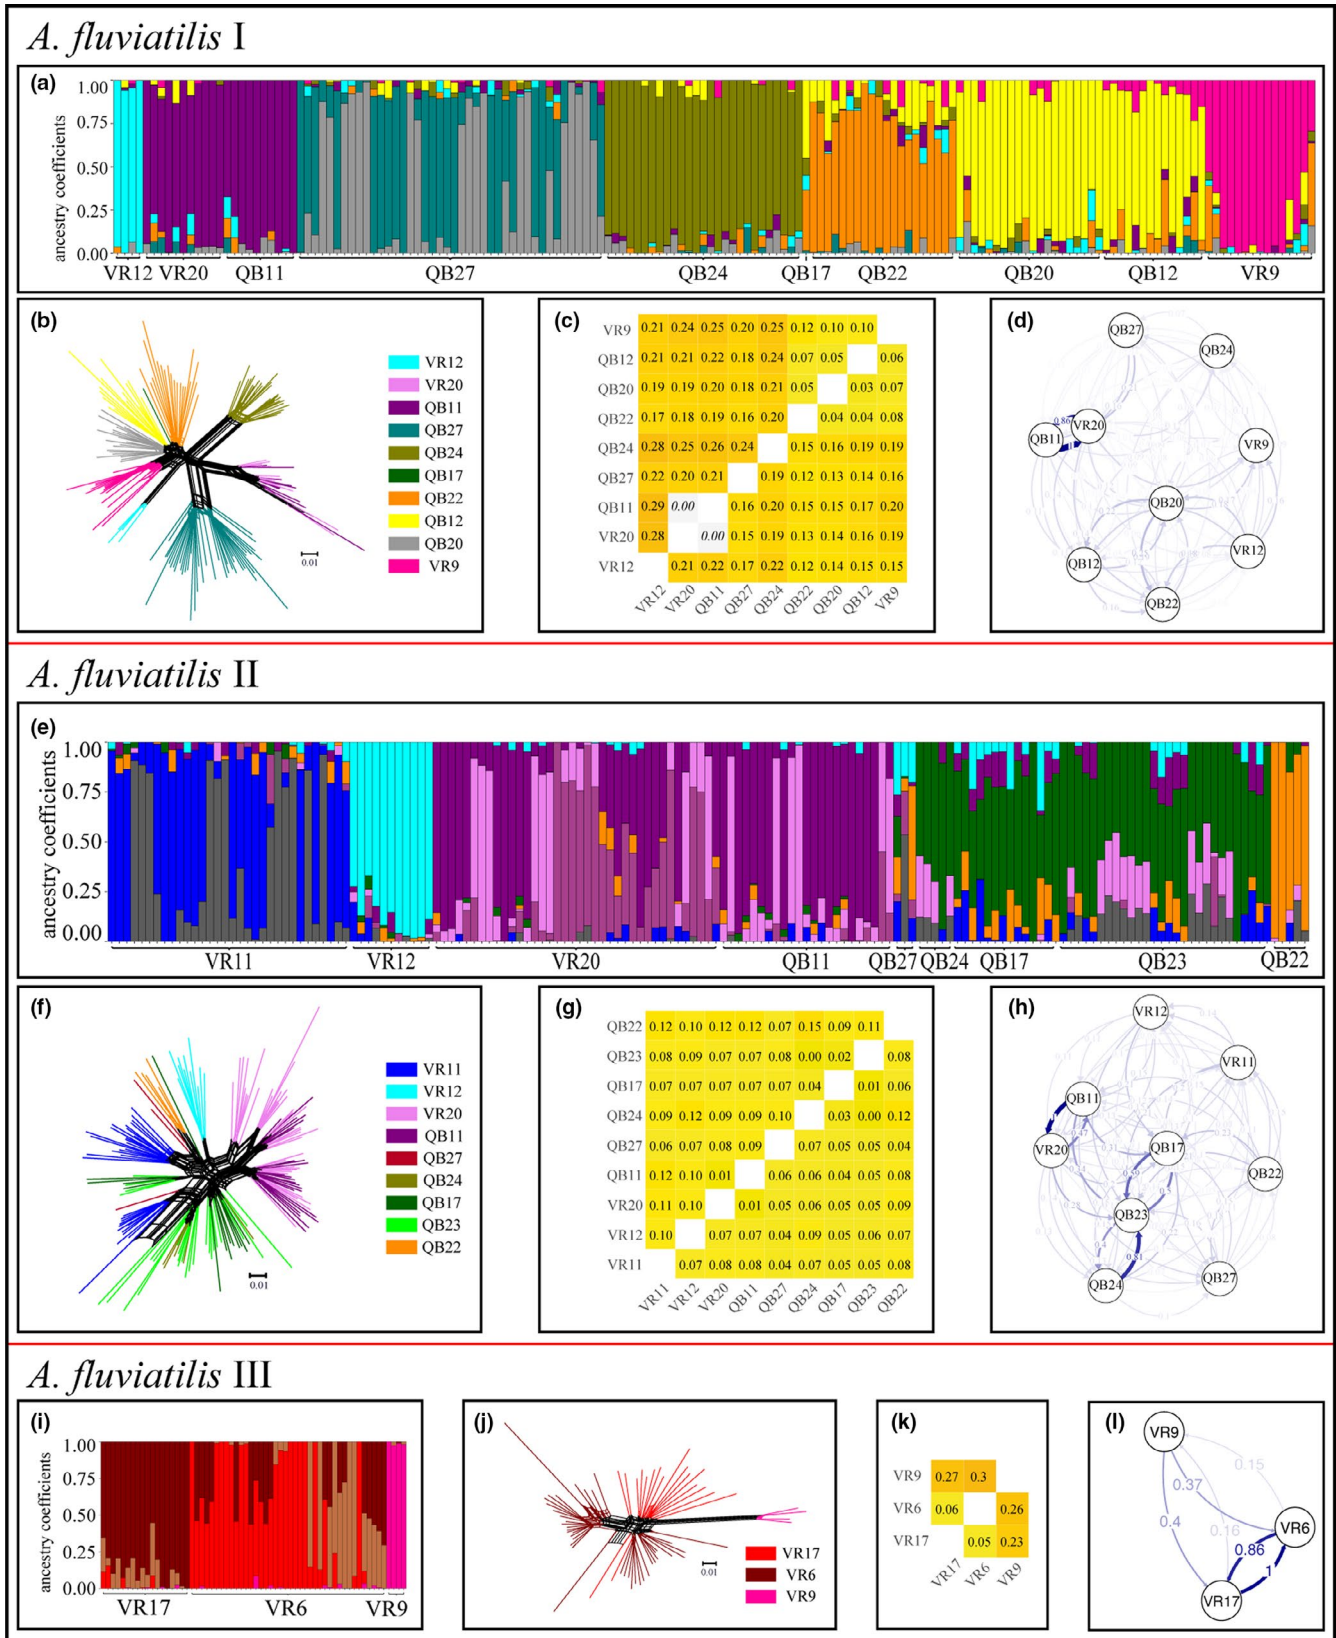 A. fluviatilis I
(a)
ancestry coefficients
1.00
0.75
0.50
0.25
0.00
VR12 VR20 QB11 QB27 QB24 QB17 QB22 QB20 QB12 VR9
(b)
VR12
VR20
QB11
QB27
QB24
QB17
QB22
QB12
QB20
VR9
0.01
(c)
VR9 0.21 0.24 0.25 0.20 0.25 0.12 0.10 0.10
QB12 0.21 0.21 0.22 0.18 0.24 0.07 0.05 0.06
QB20 0.19 0.19 0.20 0.18 0.21 0.05 0.03 0.07
QB22 0.17 0.18 0.19 0.16 0.20 0.04 0.04 0.08
QB24 0.28 0.25 0.26 0.24 0.15 0.16 0.19 0.19
QB27 0.22 0.20 0.21 0.19 0.12 0.13 0.14 0.16
QB11 0.29 0.00 0.16 0.20 0.15 0.15 0.17 0.20
VR20 0.28 0.00 0.15 0.19 0.13 0.14 0.16 0.19
VR12 0.21 0.22 0.17 0.22 0.12 0.14 0.15 0.15
VR12 VR20 QB11 QB27 QB24 QB22 QB20 QB12 VR9
(d)
QB27
QB24
0.86
VR20
QB11
VR9
QB20
VR12
QB12
0.16
QB22
A. fluviatilis II
(e)
ancestry coefficients
1.00
0.75
0.50
0.25
0.00
VR11 VR12 VR20 QB11 QB27 QB24 QB17 QB23 QB22
(f)
VR11
VR12
VR20
QB11
QB27
QB24
QB17
QB23
QB22
0.01
(g)
QB22 0.12 0.10 0.12 0.12 0.07 0.15 0.09 0.11
QB23 0.08 0.09 0.07 0.07 0.08 0.00 0.02 0.08
QB17 0.07 0.07 0.07 0.07 0.07 0.04 0.01 0.06
QB24 0.09 0.12 0.09 0.09 0.10 0.03 0.00 0.12
QB27 0.06 0.07 0.08 0.09 0.07 0.05 0.05 0.04
QB11 0.12 0.10 0.01 0.06 0.06 0.04 0.05 0.08
VR20 0.11 0.10 0.01 0.05 0.06 0.05 0.05 0.09
VR12 0.10 0.07 0.07 0.04 0.09 0.05 0.06 0.07
VR11 0.07 0.08 0.08 0.04 0.07 0.05 0.05 0.08
VR11 VR12 VR20 QB11 QB27 QB24 QB17 QB23 QB22
(h)
VR12
VR11
QB11
0.47
VR20
QB17
QB22
QB23
0.4
0.81
QB24
QB27
A. fluviatilis III
(i)
ancestry coefficients
1.00
0.75
0.50
0.25
0.00
VR17 VR6 VR9
(j)
VR17
VR6
VR9
0.01
(k)
VR9 0.27 0.3
VR6 0.06 0.26
VR17 0.05 0.23
VR17 VR6 VR9
(l)
VR9
0.15
0.37
0.4
0.16
VR6
0.86
1
VR17